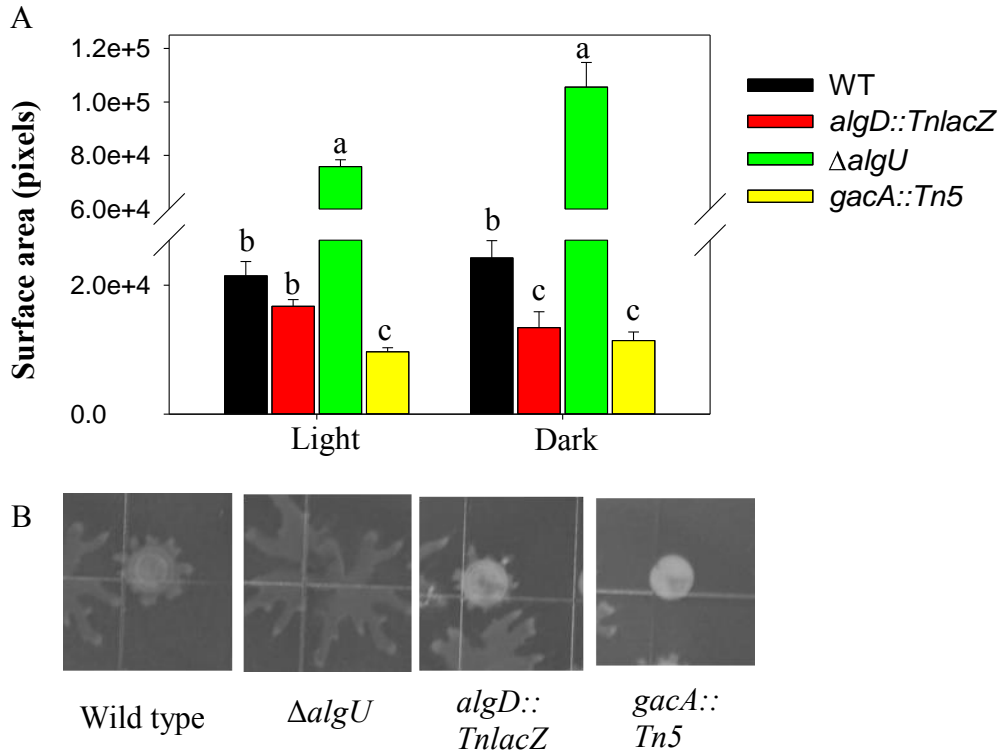 A
Surface area (pixels)
1.2e+5
1.0e+5
8.0e+4
6.0e+4
2.0e+4
0.0
b
b
a
c
b
c
a
c
Light
Dark
WT
algD::TnlacZ
ΔalgU
gacA::Tn5
B
Wild type
ΔalgU
algD::
TnlacZ
gacA::
Tn5